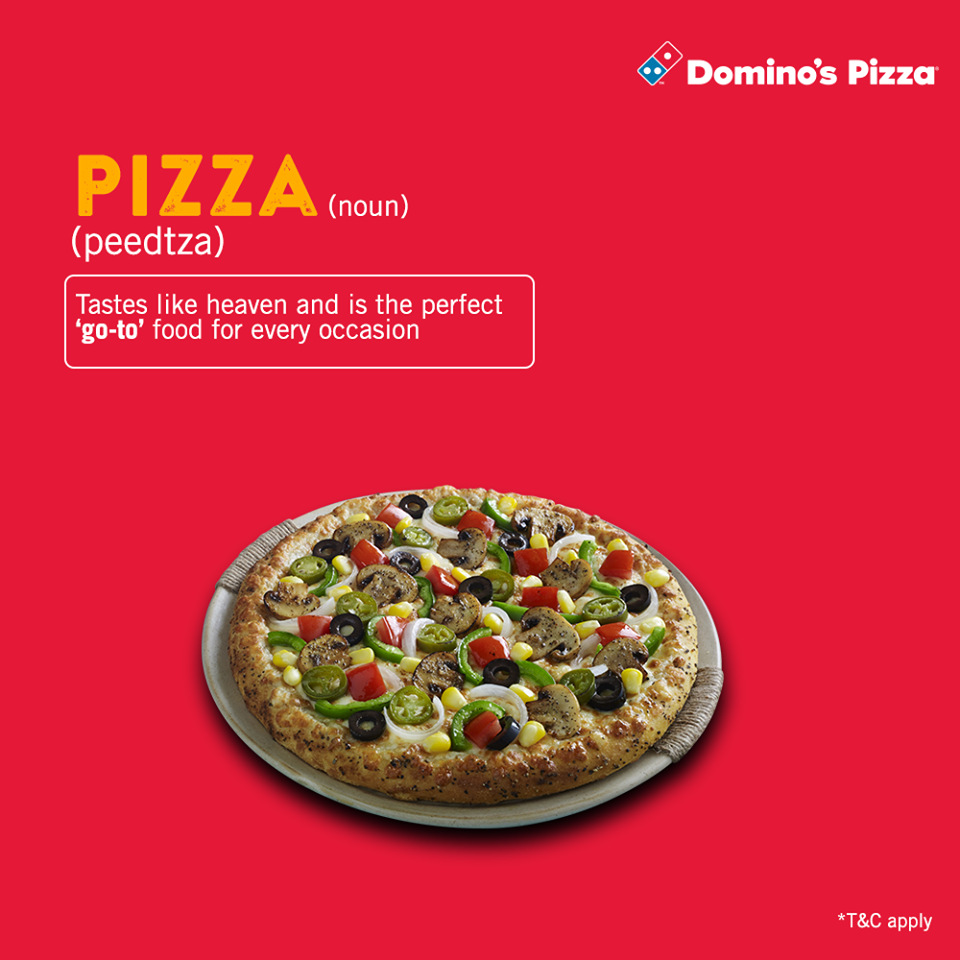 Domino's Pizza
PIZZA (noun)
(peedtza)
Tastes like heaven and is the perfect
‘go-to’ food for every occasion
*T&C apply